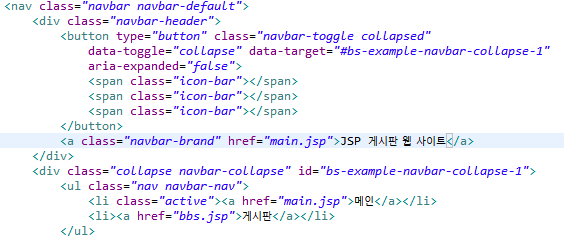 <nav class="navbar navbar-default">
<div class="navbar-header">
<button type="button" class="navbar-toggle collapsed"
data-toggle="collapse" data-target="#bs-example-navbar-collapse-1"
aria-expanded="false">
<span class="icon-bar"></span>
<span class="icon-bar"></span>
<span class="icon-bar"></span>
</button>
<a class="navbar-brand" href="main.jsp">JSP 게시판 웹 사이트</a>
</div>
<div class="collapse navbar-collapse" id="bs-example-navbar-collapse-1">
<ul class="nav navbar-nav">
<li class="active"><a href="main.jsp">메인</a></li>
<li><a href="bbs.jsp">게시판</a></li>
</ul>